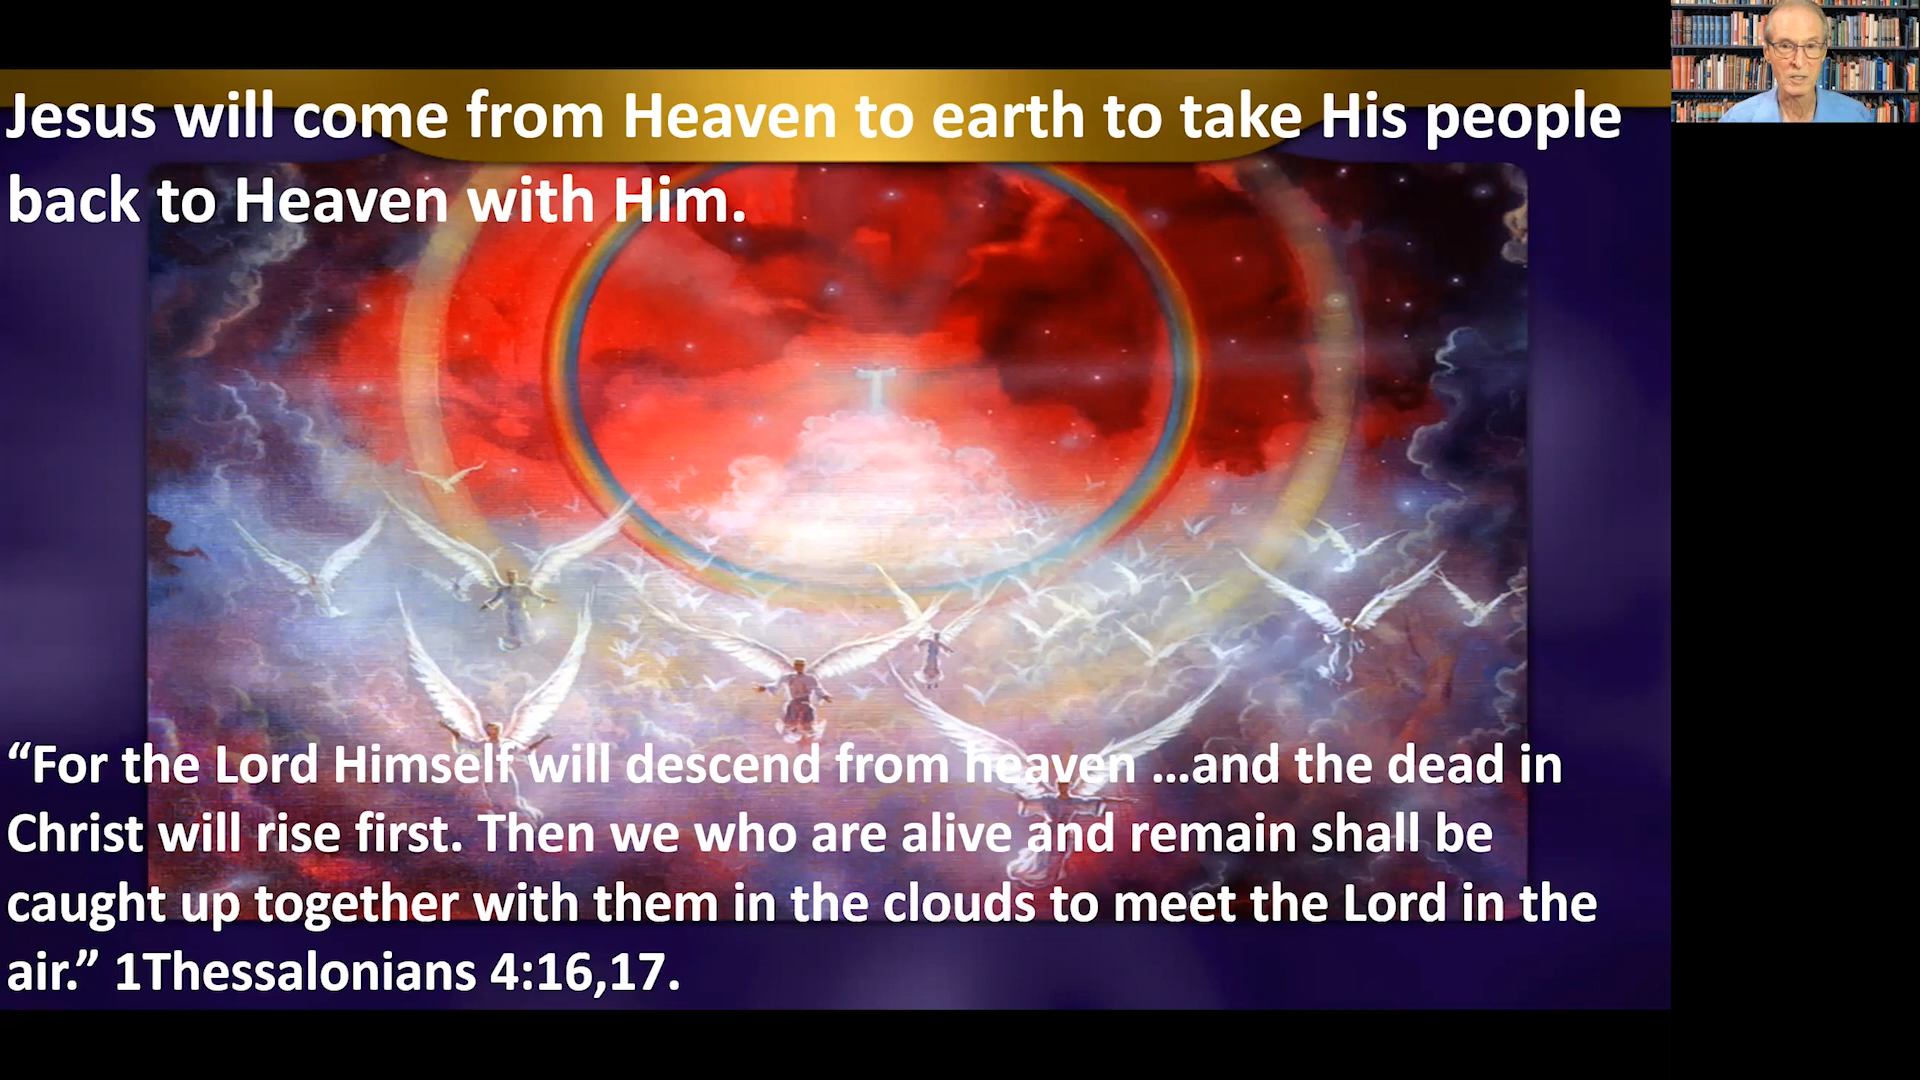 Jesus will come from Heaven to earth to take His people
back to Heaven with Him.
“For the Lord Himself will descend from heaven ...and the dead in
Christ will rise first. Then we who are alive and remain shall be
caught up together with them in the clouds to meet the Lord in the
air.” 1Thessalonians 4:16,17.